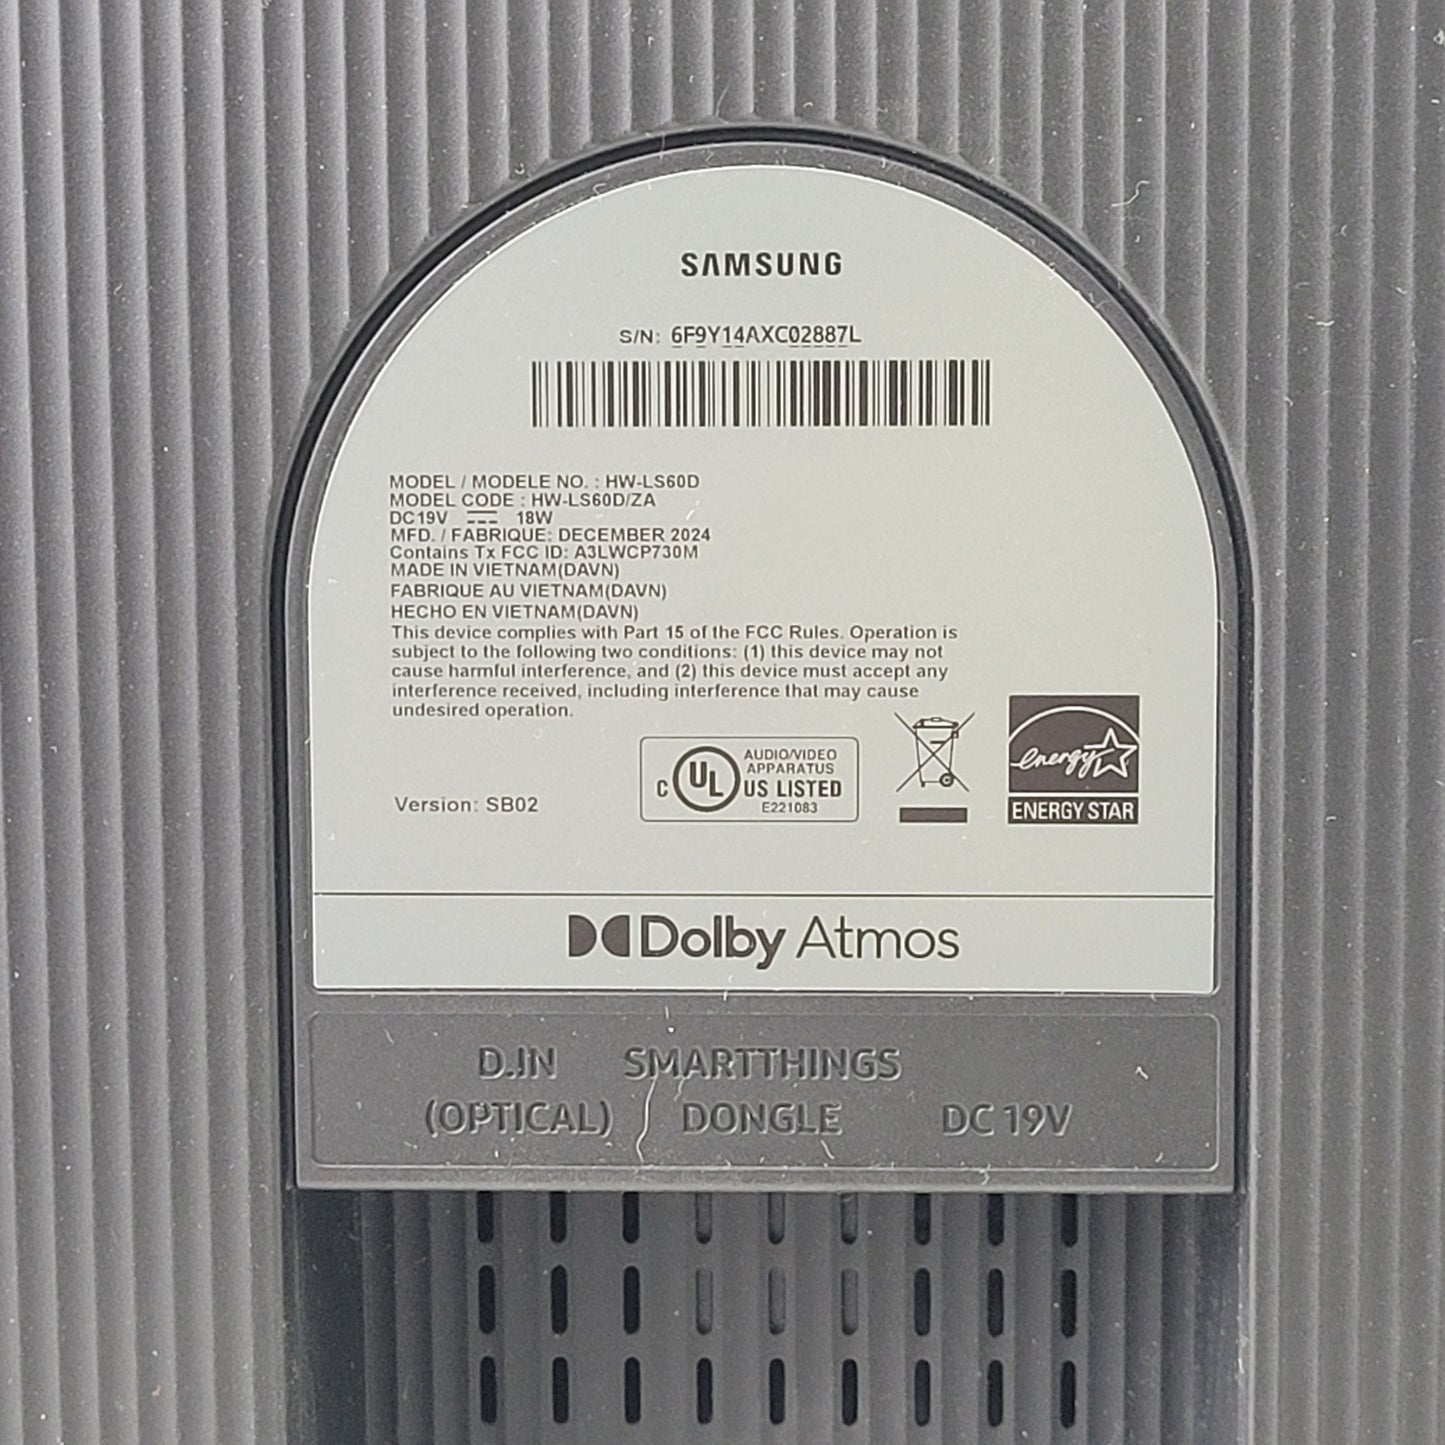 SAMSUNG
S/N: 6F9Y14AXC02887L
MODEL / MODELE NO. : HW-LS60D
MODEL CODE : HW-LS60D/ZA
DC19V 18W
MFD. / FABRIQUE: DECEMBER 2024
Contains Tx FCC ID: A3LWCP730M
MADE IN VIETNAM(DAVN)
FABRIQUE AU VIETNAM(DAVN)
HECHO EN VIETNAM(DAVN)
This device complies with Part 15 of the FCC Rules. Operation is
subject to the following two conditions: (1) this device may not
cause harmful interference, and (2) this device must accept any
interference received, including interference that may cause
undesired operation.
Version: SB02
C UL US LISTED
AUDIO/VIDEO
APPARATUS
E221083
energy
ENERGY STAR
Dolby Atmos
D.IN
(OPTICAL)
SMARTTHINGS
DONGLE
DC 19V